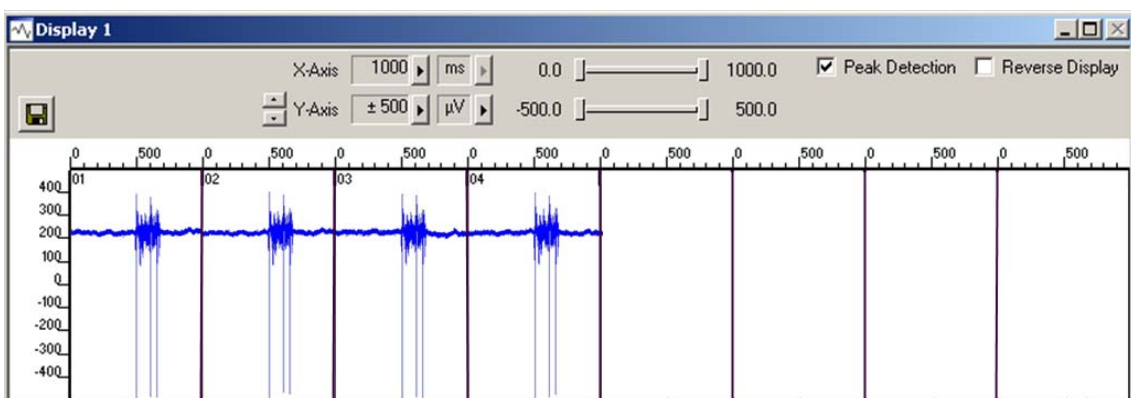 Display 1
X-Axis 1000 ms 0.0 1000.0 Peak Detection Reverse Display
Y-Axis ± 500 µV -500.0 500.0
0 500 0 500 0 500 0 500 0 500 0 500 0 500 0 500
01 02 03 04
400
300
200
100
0
-100
-200
-300
-400